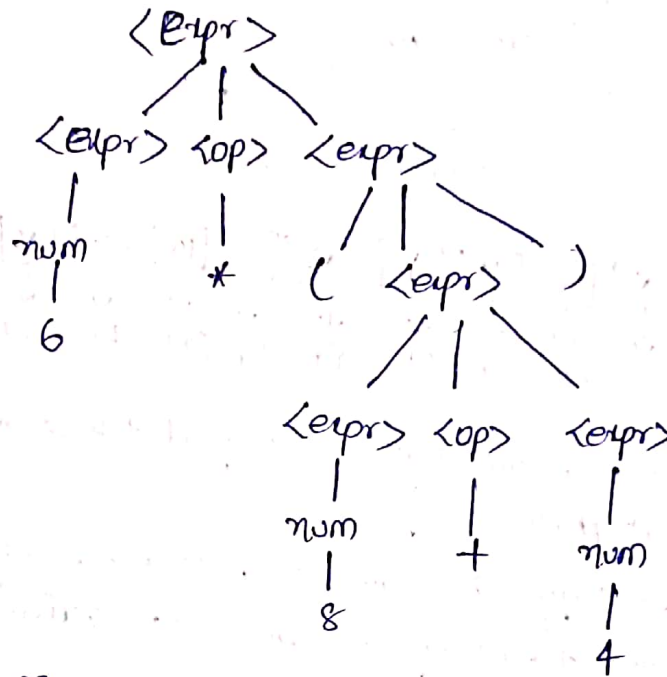 <Expr>
<expr> <op> <expr>
num * ( <expr> )
6
<expr> <op> <expr>
num + num
8
4